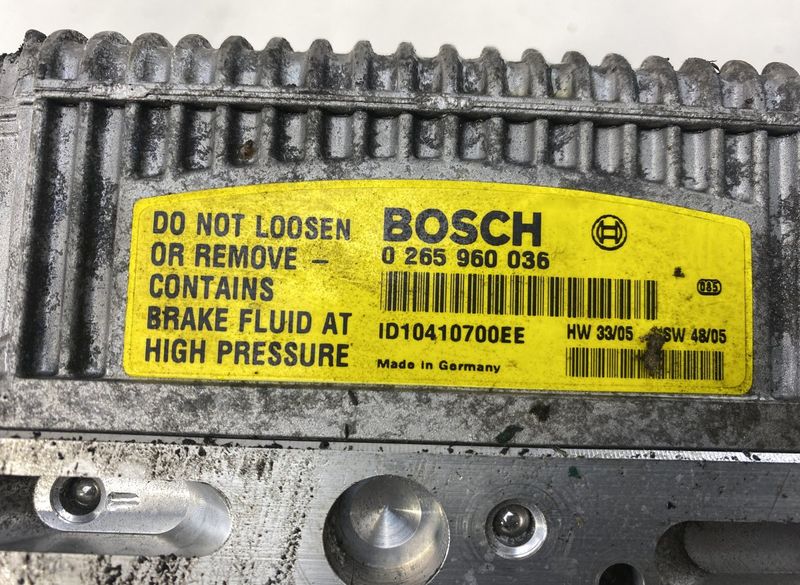 DO NOT LOOSEN
OR REMOVE –
CONTAINS
BRAKE FLUID AT
HIGH PRESSURE
BOSCH
0 265 960 036
ID10410700EE
HW 33/05
SW 48/05
Made in Germany